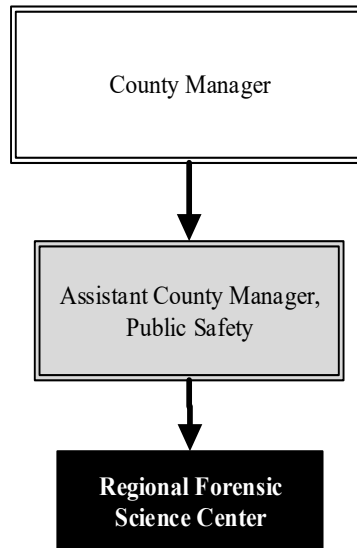 County Manager
Assistant County Manager,
Public Safety
Regional Forensic
Science Center